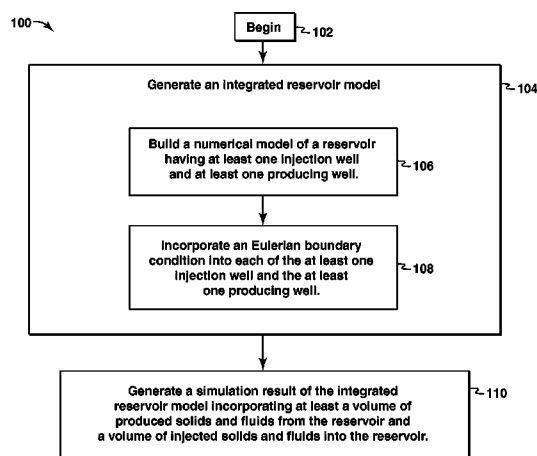 100
Begin
102
Generate an integrated reservoir model
104
Build a numerical model of a reservoir
having at least one injection well
and at least one producing well.
106
Incorporate an Eulerian boundary
condition into each of the at least one
injection well and the at least
one producing well.
108
Generate a simulation result of the integrated
reservoir model incorporating at least a volume of
produced solids and fluids from the reservoir and
a volume of injected solids and fluids into the reservoir.
110